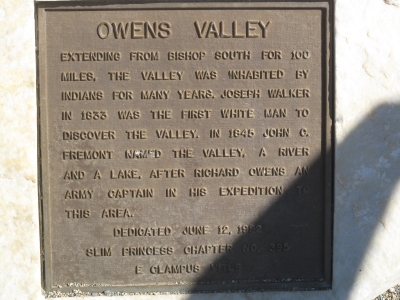 OWENS VALLEY
EXTENDING FROM BISHOP SOUTH FOR 100
MILES, THE VALLEY WAS INHABITED BY
INDIANS FOR MANY YEARS. JOSEPH WALKER
IN 1833 WAS THE FIRST WHITE MAN TO
DISCOVER THE VALLEY. IN 1845 JOHN C.
FREMONT NAMED THE VALLEY, A RIVER
AND A LAKE, AFTER RICHARD OWENS AN
ARMY CAPTAIN IN HIS EXPEDITION TO
THIS AREA.
DEDICATED JUNE 12,
SLIM PRINCESS CHAPTER NO.
E CLAMPUS VITUS